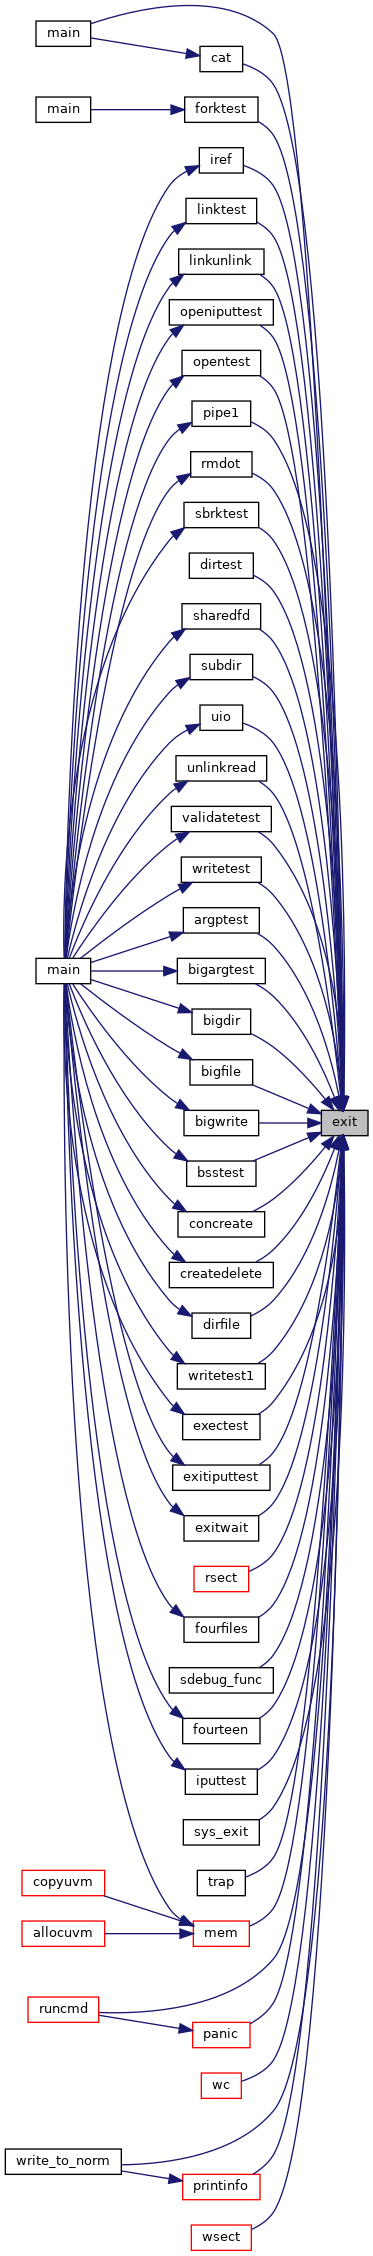 main
cat
main
forktest
iref
linktest
linkunlink
openiputtest
opentest
pipe1
rmdot
sbrktest
dirtest
sharedfd
subdir
uio
unlinkread
validatetest
writetest
argptest
main
bigargtest
bigdir
bigfile
exit
bigwrite
bsstest
concreate
createdelete
dirfile
writetest1
exectest
exitiputtest
exitwait
rsect
fourfiles
sdebug_func
fourteen
iputtest
sys_exit
trap
copyuvm
allocuvm
mem
runcmd
panic
wc
write_to_norm
printinfo
wsect